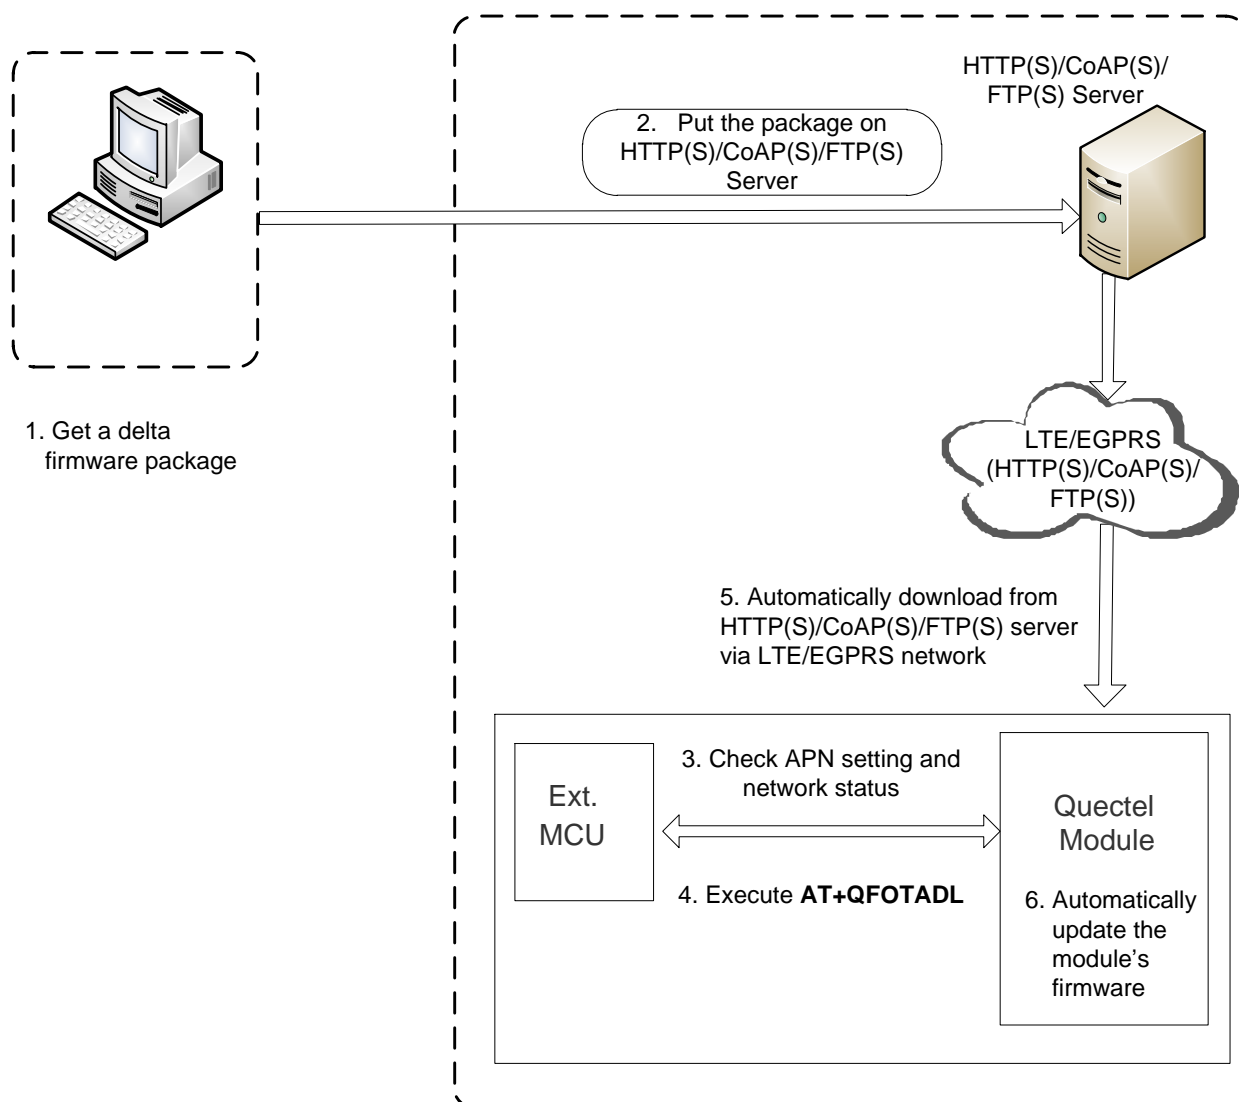 HTTP(S)/CoAP(S)/
FTP(S) Server
2. Put the package on
HTTP(S)/CoAP(S)/FTP(S)
Server
1. Get a delta
firmware package
LTE/EGPRS
(HTTP(S)/CoAP(S)/
FTP(S))
5. Automatically download from
HTTP(S)/CoAP(S)/FTP(S) server
via LTE/EGPRS network
Ext.
MCU
3. Check APN setting and
network status
4. Execute AT+QFOTADL
Quectel
Module
6. Automatically
update the
module’s
firmware